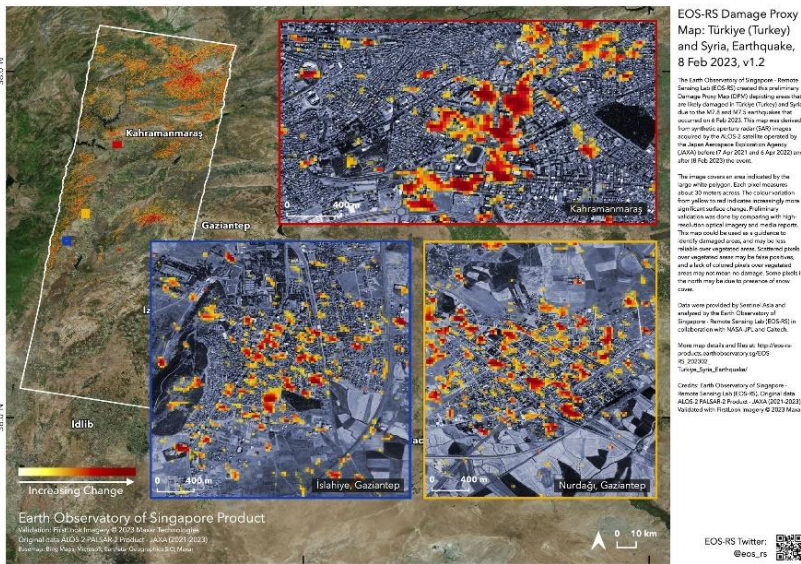 EOS-RS Damage Proxy
Map: Türkiye (Turkey)
and Syria, Earthquake,
8 Feb 2023, v1.2
The Earth Observatory of Singapore - Remote
Sensing Lab (EOS-RS) created this preliminary
Damage Proxy Map (DPM) depicting areas that
are likely damaged in Türkiye (Turkey) and Syria
due to the M7.8 and M7.5 earthquakes that
occurred on 6 Feb 2023. This map was derived
from synthetic aperture radar (SAR) images
acquired by the ALOS-2 satellite operated by
the Japan Aerospace Exploration Agency
(JAXA) before (7 Apr 2021 and 6 Apr 2022) and
after (8 Feb 2023) the event.
The image covers an area indicated by the
large white polygon. Each pixel measures
about 30 meters across. The colour variation
from yellow to red indicates increasingly more
significant surface change. Preliminary
validation was done by comparing with high-
resolution optical imagery and media reports.
This map could be used as a guidance to
identify damaged areas, and may be less
reliable over vegetated areas. Scattered pixels
over vegetated areas may be false positives,
and a lack of colored pixels over vegetated
areas may not mean no damage. Some pixels i
the north may be due to presence of snow
cover.
Data were provided by Sentinel Asia and
analysed by the Earth Observatory of
Singapore - Remote Sensing Lab (EOS-RS) in
collaboration with NASA-JPL and Caltech.
More map details and files at: http://eos-rs-
products.earthobservatory.sg/EOS-
RS_202302_
Turkiye_Syria_Earthquake/
Credits: Earth Observatory of Singapore -
Remote Sensing Lab (EOS-RS). Original data
ALOS-2 PALSAR-2 Product - JAXA (2021-2023)
Validated with FirstLook Imagery © 2023 Maxar
Kahramanmaraş
Gaziantep
Idlib
400 m
Kahramanmaraş
400 m
İslahiye, Gaziantep
400 m
Nurdağı, Gaziantep
Increasing Change
Earth Observatory of Singapore Product
Validation: FirstLook Imagery © 2023 Maxar Technologies
Original data ALOS-2 PALSAR-2 Product - JAXA (2021-2023)
Basemap: Bing Maps, Microsoft, Earthstar Geographics SIO, Maxar
0 10 km
EOS-RS Twitter:
@eos_rs